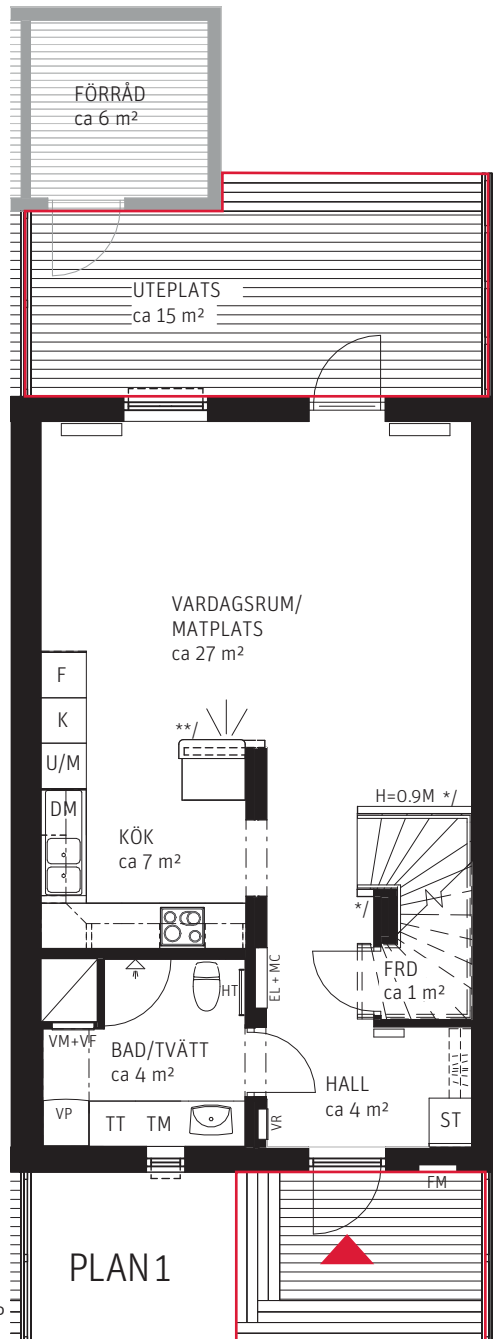 FÖRRÅD
ca 6 m²
UTEPLATS
ca 15 m²
VARDAGSRUM/
MATPLATS
ca 27 m²
F
K
**/
U/M
DM
H=0.9M */
KÖK
ca 7 m²
*/
EL + MC
FRD
ca 1 m²
HT
VM+VF
BAD/TVÄTT
ca 4 m²
HALL
ca 4 m²
VP
TT TM
VR
ST
FM
PLAN 1